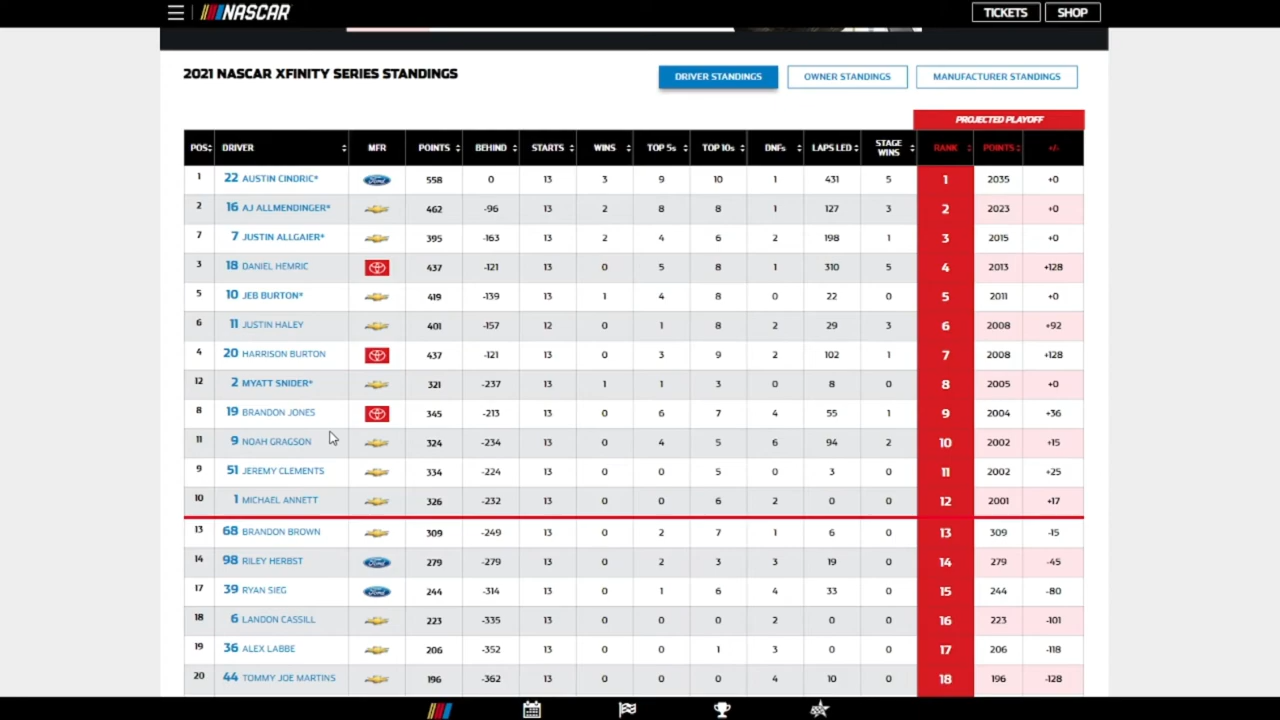 NASCAR TICKETS SHOP
2021 NASCAR XFINITY SERIES STANDINGS DRIVER STANDINGS OWNER STANDINGS MANUFACTURER STANDINGS
PROJECTED PLAYOFF
POS DRIVER MFR POINTS BEHIND STARTS WINS TOP 5s TOP 10s DNFs LAPS LED STAGE WINS RANK POINTS +/-
1 22 AUSTIN CINDRIC* Ford 558 0 13 3 9 10 1 431 5 1 2035 +0
2 16 AJ ALLMENDINGER* 462 -96 13 2 8 8 1 127 3 2 2023 +0
7 7 JUSTIN ALLGAIER* 395 -163 13 2 4 6 2 198 1 3 2015 +0
3 18 DANIEL HEMRIC 437 -121 13 0 5 8 1 310 5 4 2013 +128
5 10 JEB BURTON* 419 -139 13 1 4 8 0 22 0 5 2011 +0
6 11 JUSTIN HALEY 401 -157 12 0 1 8 2 29 3 6 2008 +92
4 20 HARRISON BURTON 437 -121 13 0 3 9 2 102 1 7 2008 +128
12 2 MYATT SNIDER* 321 -237 13 1 1 3 0 8 0 8 2005 +0
8 19 BRANDON JONES 345 -213 13 0 6 7 4 55 1 9 2004 +36
11 9 NOAH GRAGSON 324 -234 13 0 4 5 6 94 2 10 2002 +15
9 51 JEREMY CLEMENTS 334 -224 13 0 0 5 0 3 0 11 2002 +25
10 1 MICHAEL ANNETT 326 -232 13 0 0 6 2 0 0 12 2001 +17
13 68 BRANDON BROWN 309 -249 13 0 2 7 1 6 0 13 309 -15
14 98 RILEY HERBST Ford 279 -279 13 0 2 3 3 19 0 14 279 -45
17 39 RYAN SIEG Ford 244 -314 13 0 1 6 4 33 0 15 244 -80
18 6 LANDON CASSILL 223 -335 13 0 0 0 2 0 0 16 223 -101
19 36 ALEX LABBE 206 -352 13 0 0 1 3 0 0 17 206 -118
20 44 TOMMY JOE MARTINS 196 -362 13 0 0 0 4 10 0 18 196 -128